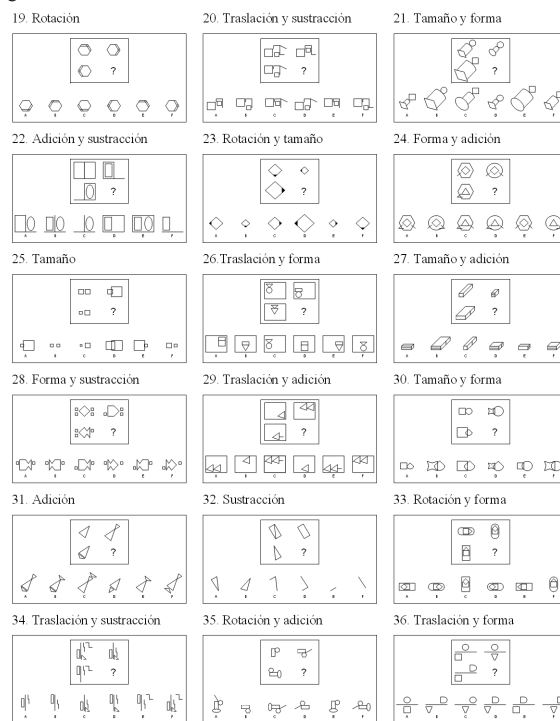 19. Rotación
20. Traslación y sustracción
21. Tamaño y forma
?
?
?
A B C D E F
A B C D E F
A B C D E F
22. Adición y sustracción
23. Rotación y tamaño
24. Forma y adición
?
?
?
A B C D E F
A B C D E F
A B C D E F
25. Tamaño
26.Traslación y forma
27. Tamaño y adición
?
?
?
A B C D E F
A B C D E F
A B C D E F
28. Forma y sustracción
29. Traslación y adición
30. Tamaño y forma
?
?
?
A B C D E F
A B C D E F
A B C D E F
31. Adición
32. Sustracción
33. Rotación y forma
?
?
?
A B C D E F
A B C D E F
A B C D E F
34. Traslación y sustracción
35. Rotación y adición
36. Traslación y forma
?
?
?
A B C D E F
A B C D E F
A B C D E F